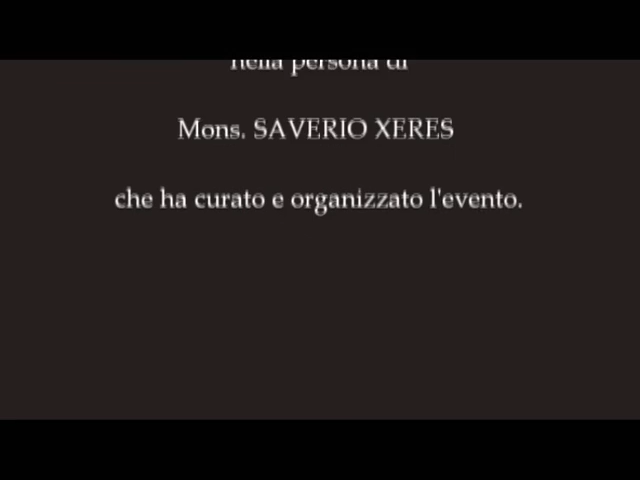 nella persona di
Mons. SAVERIO XERES
che ha curato e organizzato l'evento.